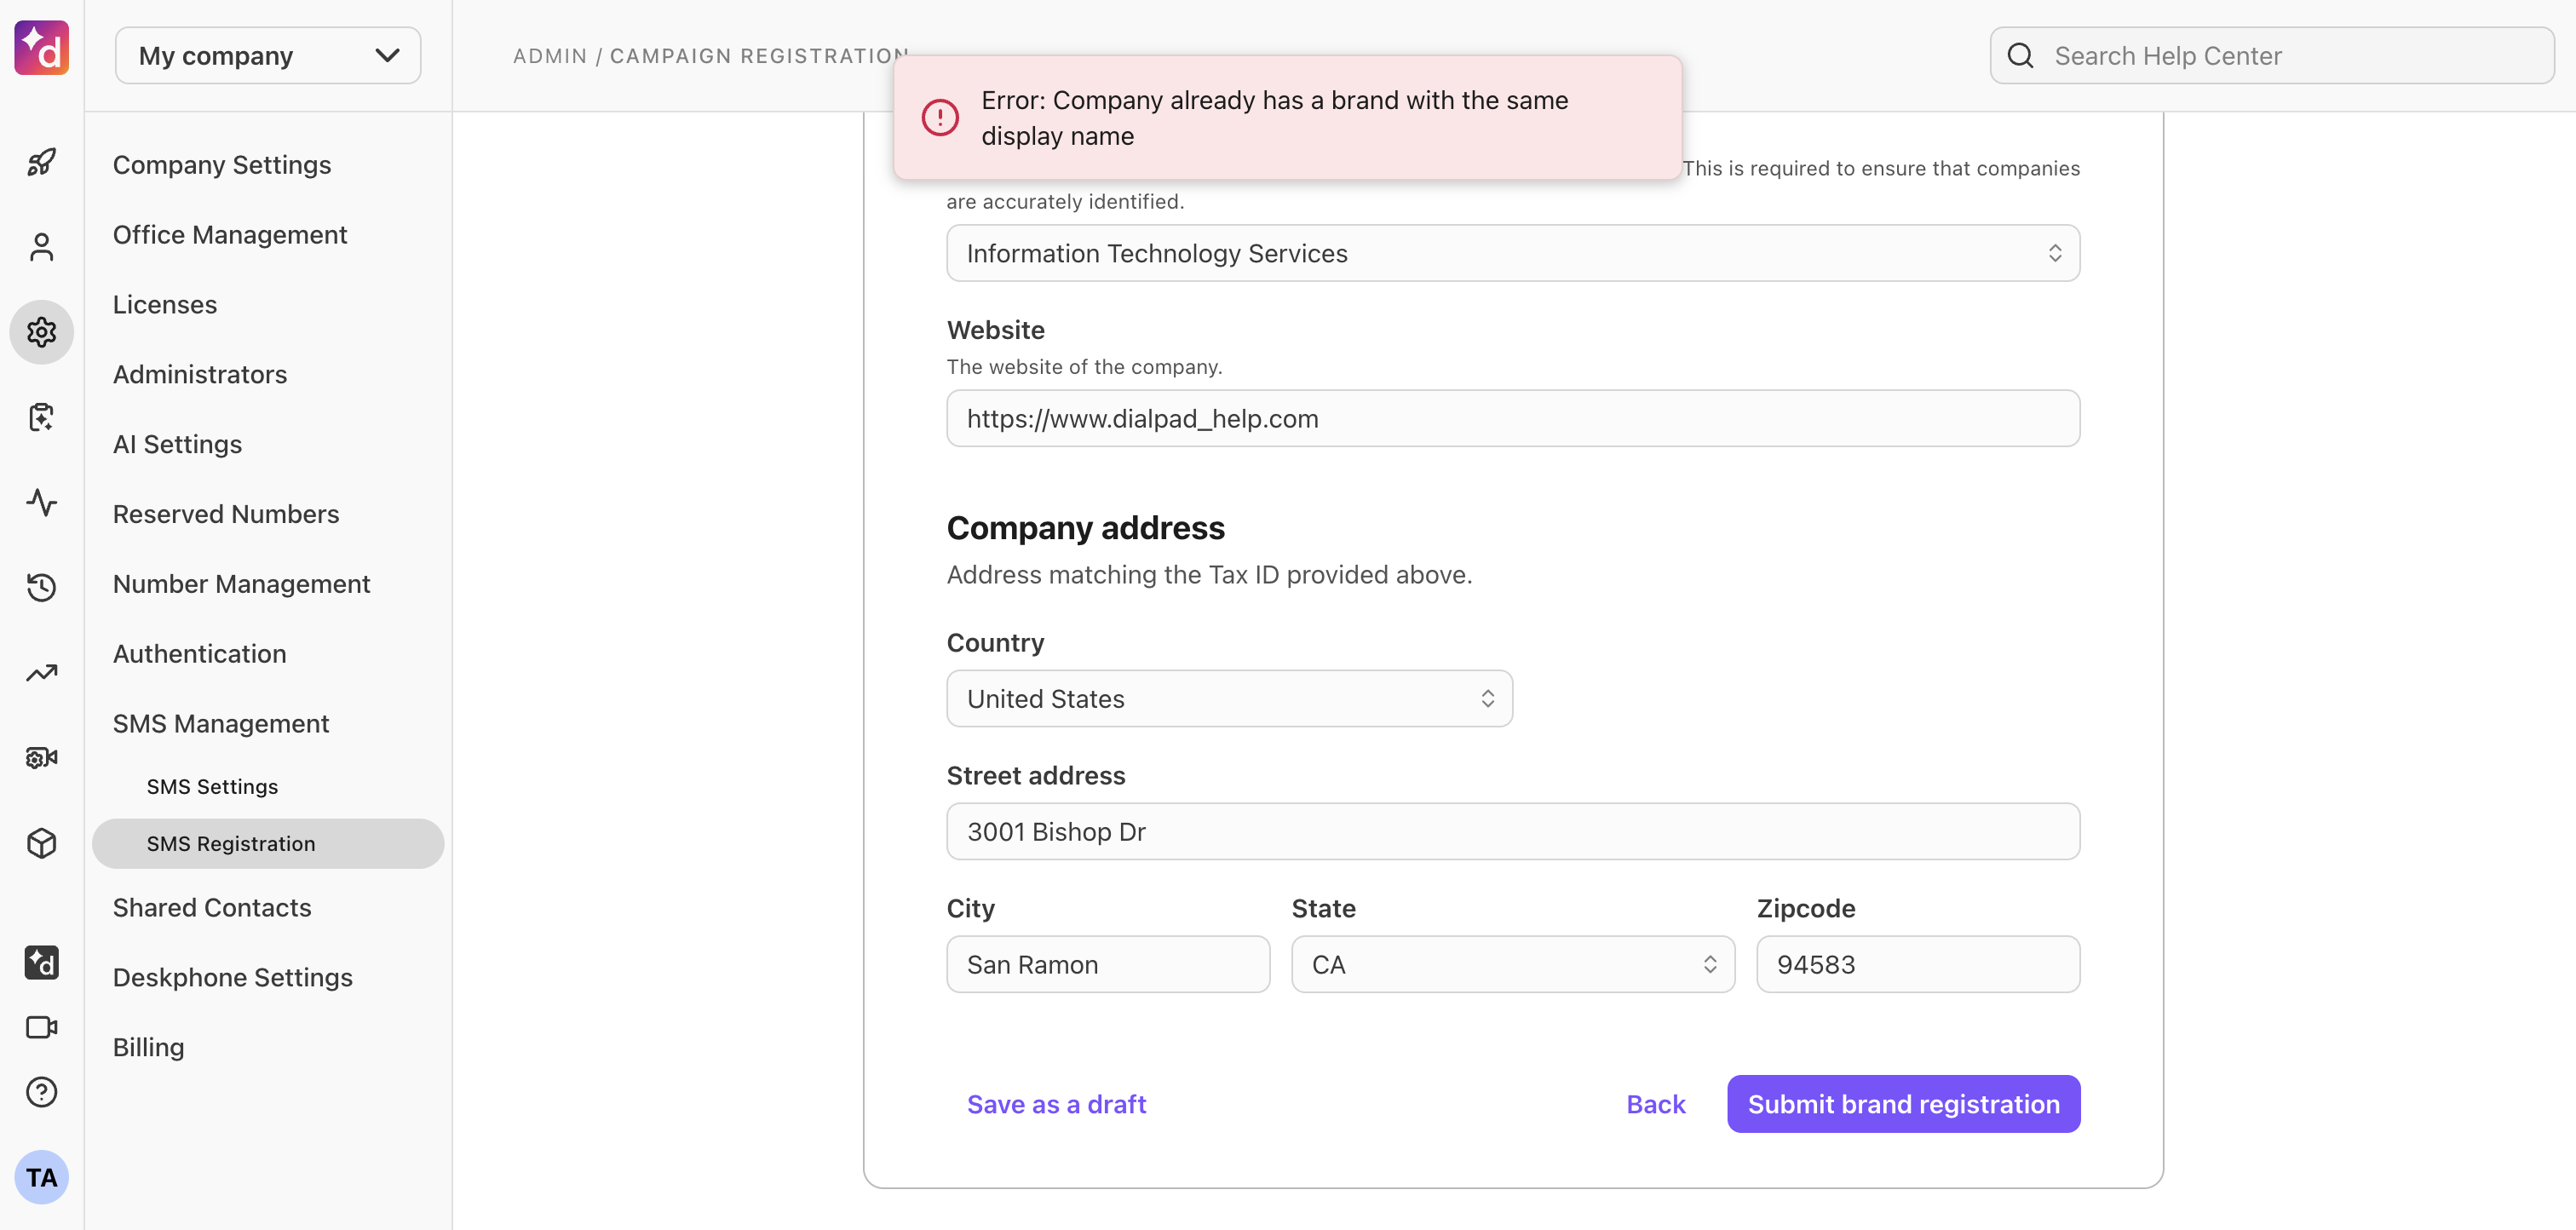 d
My company
ADMIN / CAMPAIGN REGISTRATION
Search Help Center
Error: Company already has a brand with the same
display name
Company Settings
Office Management
Licenses
Administrators
AI Settings
Reserved Numbers
Number Management
Authentication
SMS Management
SMS Settings
SMS Registration
Shared Contacts
Deskphone Settings
Billing
d
TA
This is required to ensure that companies
are accurately identified.
Information Technology Services
Website
The website of the company.
https://www.dialpad_help.com
Company address
Address matching the Tax ID provided above.
Country
United States
Street address
3001 Bishop Dr
City
State
Zipcode
San Ramon
CA
94583
Save as a draft
Back
Submit brand registration